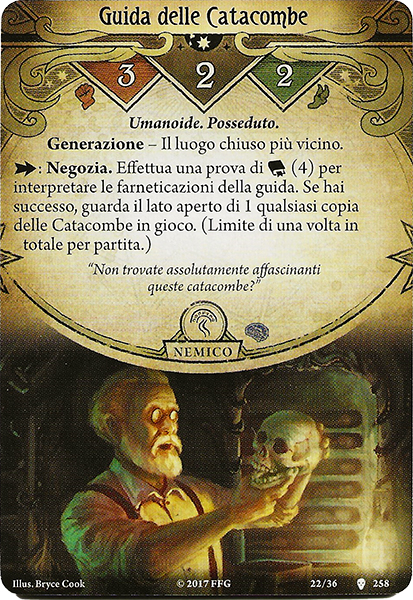 Guida delle Catacombe
3 2 2
Umanoide. Posseduto.
Generazione – Il luogo chiuso più vicino.
: Negozia. Effettua una prova di (4) per
interpretare le farneticazioni della guida. Se hai
successo, guarda il lato aperto di 1 qualsiasi copia
delle Catacombe in gioco. (Limite di una volta in
totale per partita.)
“Non trovate assolutamente affascinanti
queste catacombe?”
NEMICO
Illus. Bryce Cook © 2017 FFG 22/36 258